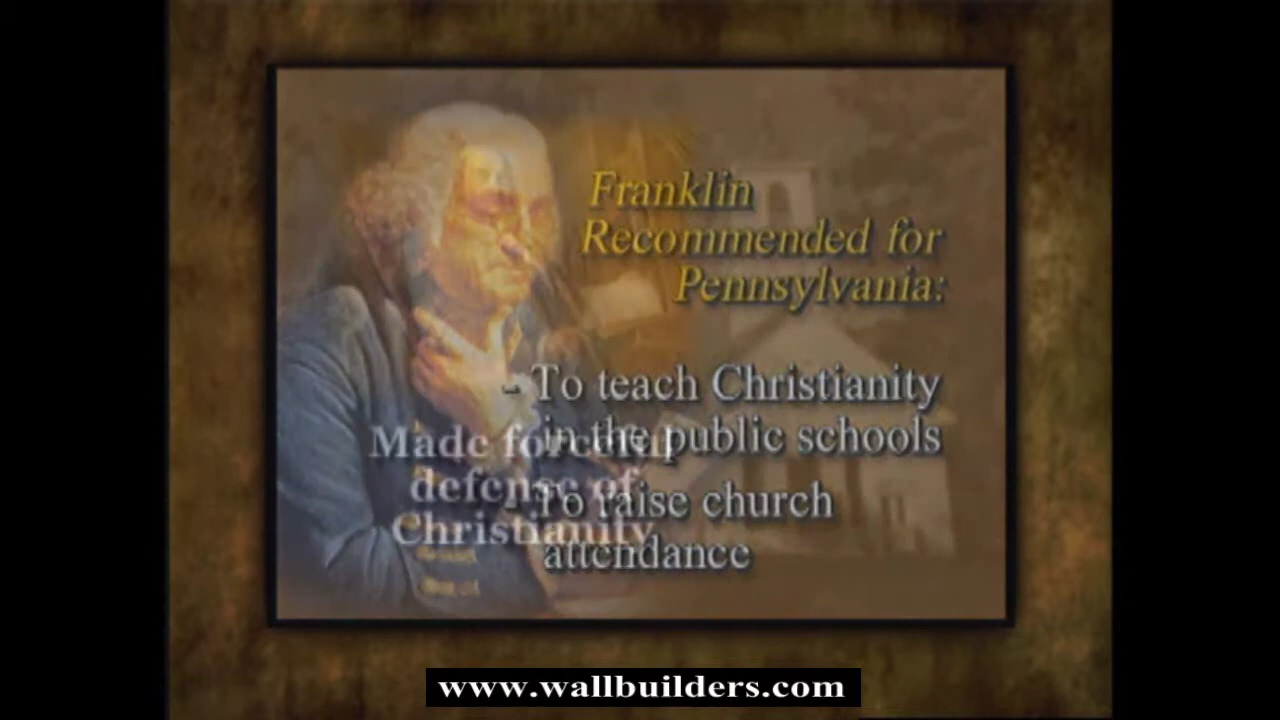 Franklin
Recommended for
Pennsylvania:
- To teach Christianity
in the public schools
- To raise church
attendance
Made forceful
defense of
Christianity
www.wallbuilders.com